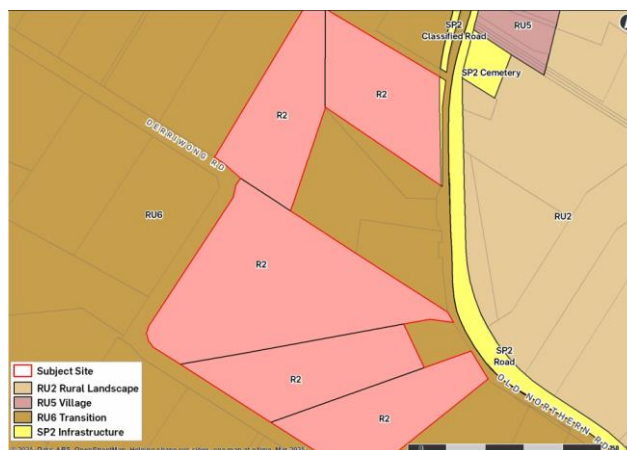 SP2
Classified Road
RU5
SP2 Cemetery
R2
R2
DERRIWONG RD
RU6
RU2
R2
R2
R2
SP2
Road
OLD NORTHERN RD
Subject Site
RU2 Rural Landscape
RU5 Village
RU6 Transition
SP2 Infrastructure